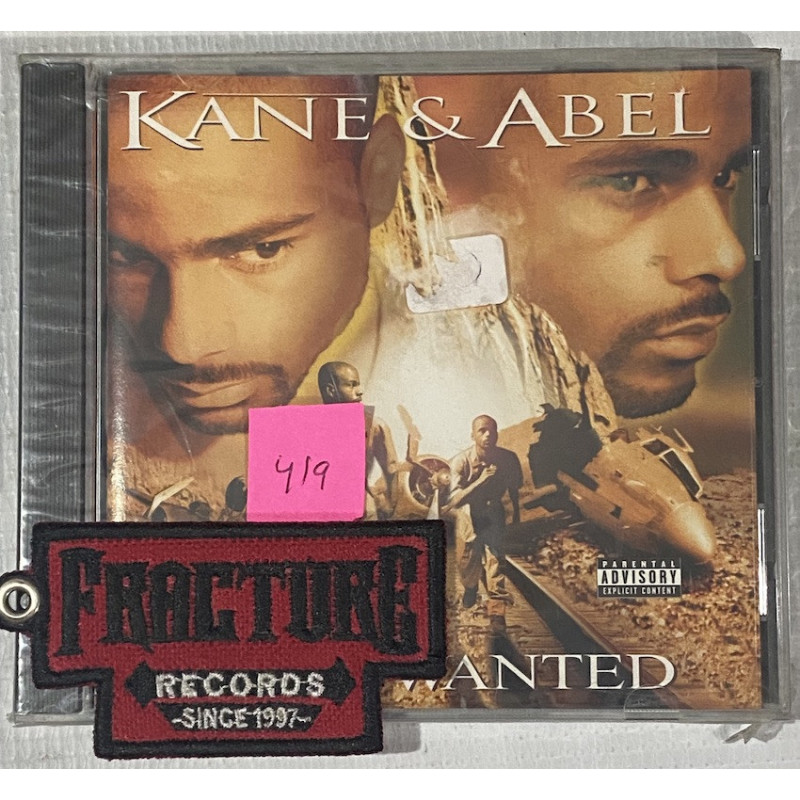 KANE & ABEL
419
PARENTAL
ADVISORY
EXPLICIT CONTENT
FRACTURE
RECORDS
-SINCE 1997-
WANTED